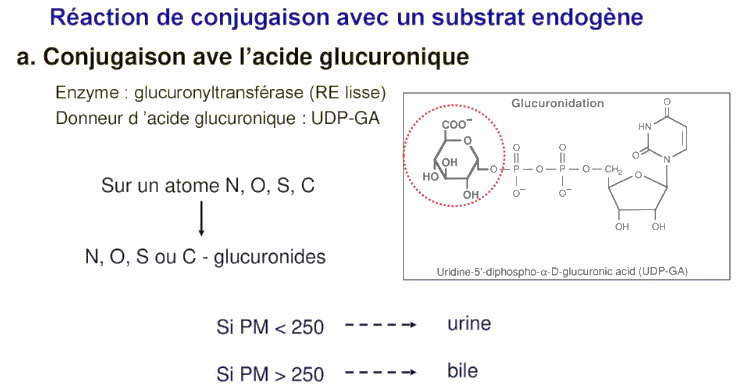 Réaction de conjugaison avec un substrat endogène
a. Conjugaison ave l'acide glucuronique
Enzyme : glucuronyltransférase (RE lisse)
Donneur d 'acide glucuronique : UDP-GA
Glucuronidation
COO⁻
O
OH
HO
OH
O
O
P
O⁻
O
O
P
O⁻
O
CH₂
O
OH
OH
O
HN
O
N
Uridine-5'-diphospho-α-D-glucuronic acid (UDP-GA)
Sur un atome N, O, S, C
N, O, S ou C - glucuronides
Si PM < 250 urine
Si PM > 250 bile